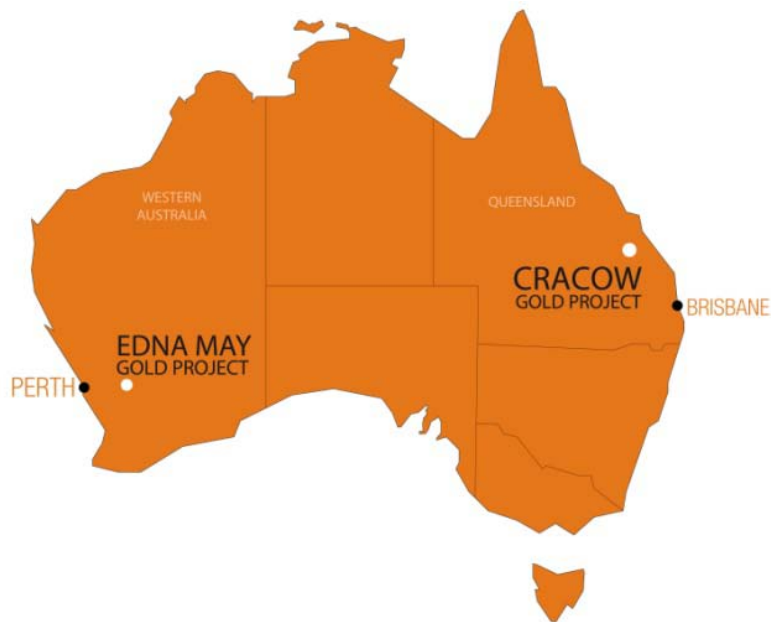 WESTERN
AUSTRALIA
QUEENSLAND
CRACOW
GOLD PROJECT
BRISBANE
EDNA MAY
GOLD PROJECT
PERTH